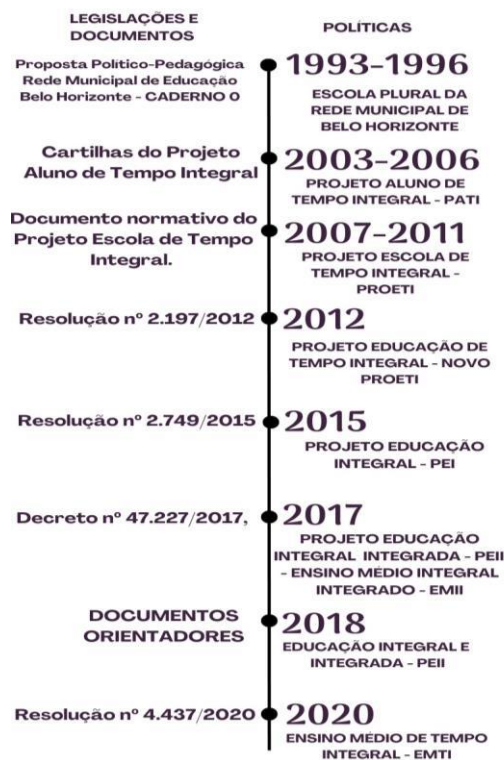 LEGISLAÇÕES E
DOCUMENTOS
POLÍTICAS
Proposta Político-Pedagógica
Rede Municipal de Educação
Belo Horizonte - CADERNO 0
1993-1996
ESCOLA PLURAL DA
REDE MUNICIPAL DE
BELO HORIZONTE
Cartilhas do Projeto
Aluno de Tempo Integral
2003-2006
PROJETO ALUNO DE
TEMPO INTEGRAL - PATI
Documento normativo do
Projeto Escola de Tempo
Integral.
2007-2011
PROJETO ESCOLA DE
TEMPO INTEGRAL -
PROETI
Resolução nº 2.197/2012
2012
PROJETO EDUCAÇÃO DE
TEMPO INTEGRAL - NOVO
PROETI
Resolução nº 2.749/2015
2015
PROJETO EDUCAÇÃO
INTEGRAL - PEI
Decreto nº 47.227/2017,
2017
PROJETO EDUCAÇÃO
INTEGRAL INTEGRADA - PEII
- ENSINO MÉDIO INTEGRAL
INTEGRADO - EMII
DOCUMENTOS
ORIENTADORES
2018
EDUCAÇÃO INTEGRAL E
INTEGRADA - PEII
Resolução nº 4.437/2020
2020
ENSINO MÉDIO DE TEMPO
INTEGRAL - EMTI